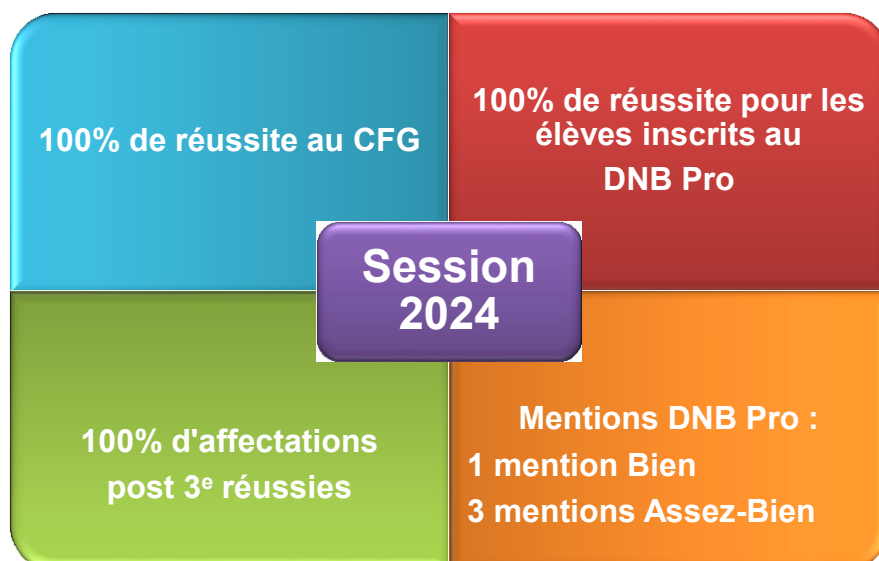 100% de réussite au CFG
100% de réussite pour les
élèves inscrits au
DNB Pro
Session
2024
100% d'affectations
post 3ᵉ réussies
Mentions DNB Pro :
1 mention Bien
3 mentions Assez-Bien